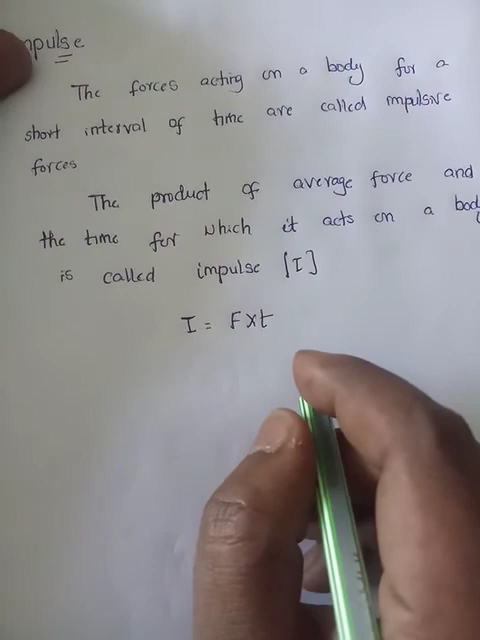 mpulse
The forces acting on a body for a
short interval of time are called impulsive
forces
The product of average force and
the time for which it acts on a body
is called impulse [I]
I = F×t